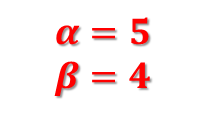 α = 5
β = 4